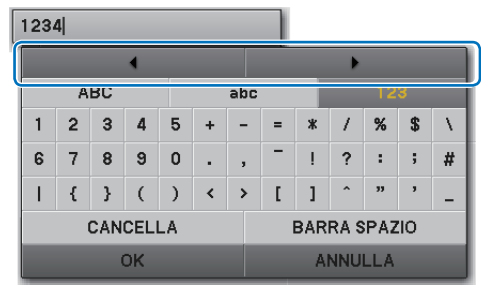 1234
◄ ►
ABC abc 123
1 2 3 4 5 + - = * / % $ \
6 7 8 9 0 . , ‾ ! ? : ; #
| { } ( ) < > [ ] ^ ” ’ _
CANCELLA BARRA SPAZIO
OK ANNULLA